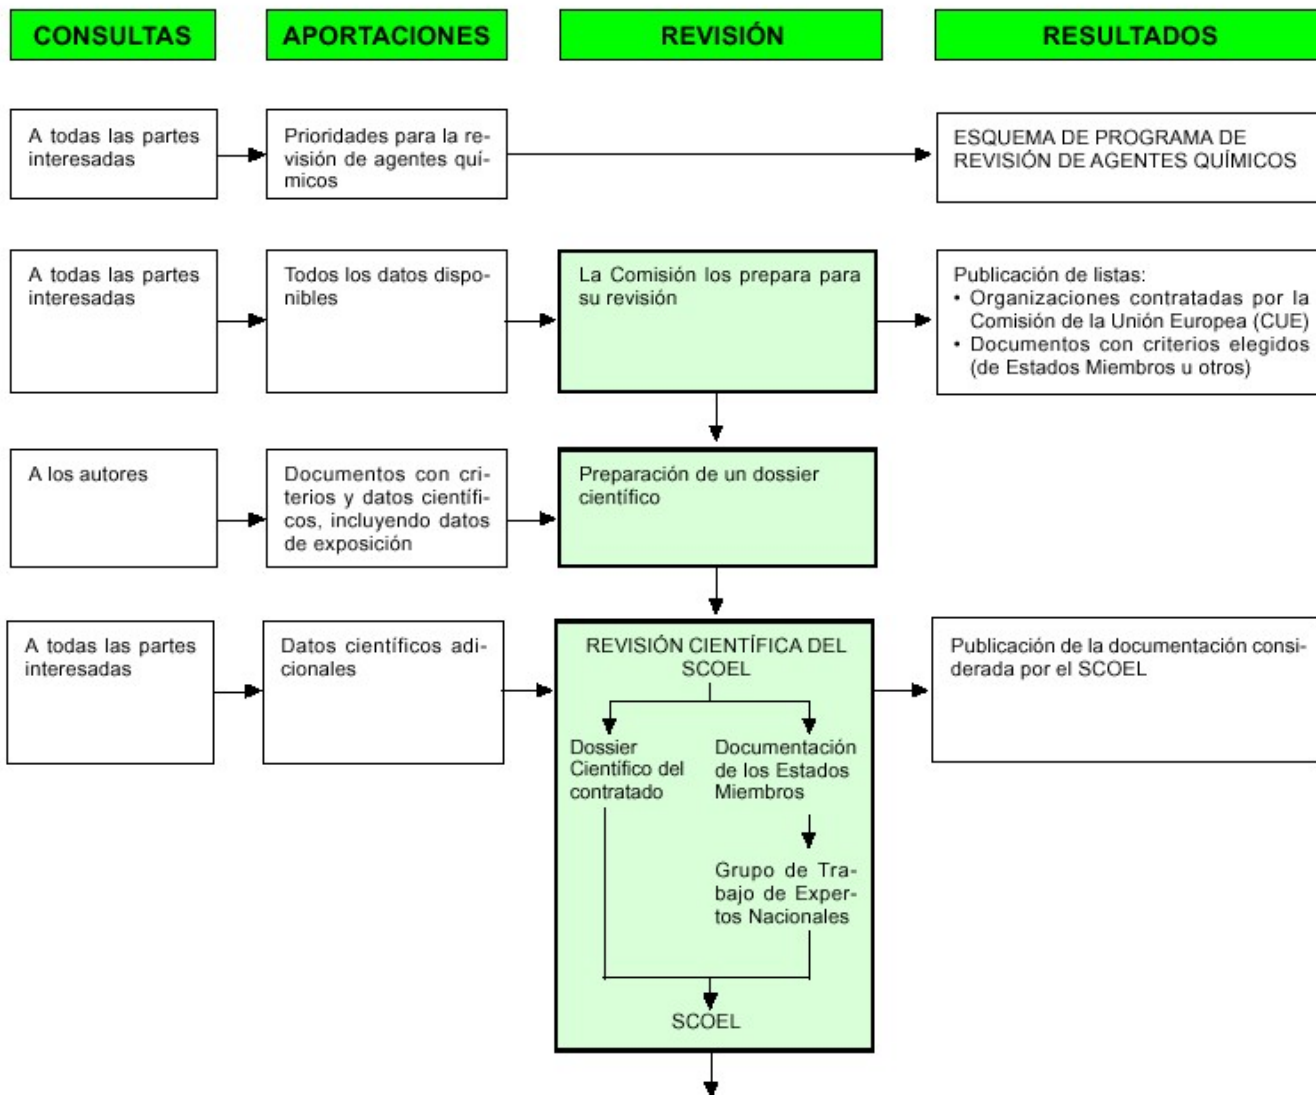 CONSULTAS
APORTACIONES
REVISIÓN
RESULTADOS
A todas las partes
interesadas
Prioridades para la re-
visión de agentes quí-
micos
ESQUEMA DE PROGRAMA DE
REVISIÓN DE AGENTES QUÍMICOS
A todas las partes
interesadas
Todos los datos dispo-
nibles
La Comisión los prepara para
su revisión
Publicación de listas:
• Organizaciones contratadas por la
Comisión de la Unión Europea (CUE)
• Documentos con criterios elegidos
(de Estados Miembros u otros)
A los autores
Documentos con cri-
terios y datos científi-
cos, incluyendo datos
de exposición
Preparación de un dossier
científico
A todas las partes
interesadas
Datos científicos adi-
cionales
REVISIÓN CIENTÍFICA DEL
SCOEL
Dossier
Científico del
contratado
Documentación
de los Estados
Miembros
Grupo de Tra-
bajo de Exper-
tos Nacionales
SCOEL
Publicación de la documentación consi-
derada por el SCOEL